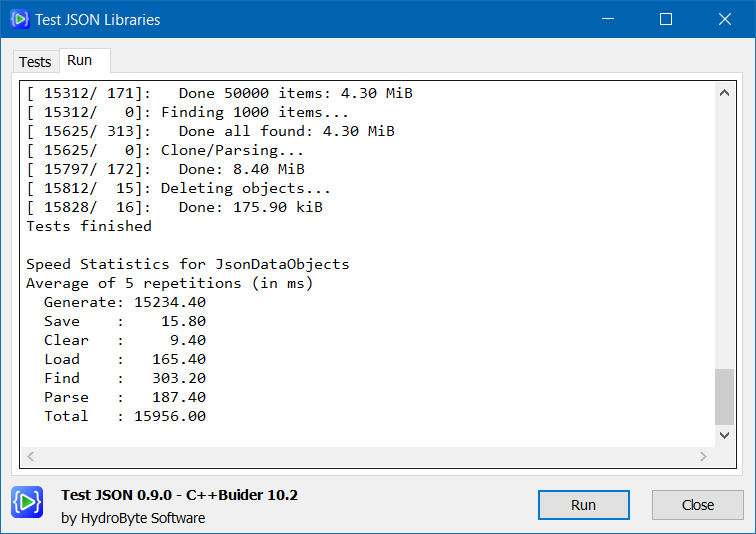 Test JSON Libraries
Tests
Run
[ 15312/ 171]:   Done 50000 items: 4.30 MiB
[ 15312/   0]: Finding 1000 items...
[ 15625/ 313]:   Done all found: 4.30 MiB
[ 15625/   0]: Clone/Parsing...
[ 15797/ 172]:   Done: 8.40 MiB
[ 15812/  15]: Deleting objects...
[ 15828/  16]:   Done: 175.90 kiB
Tests finished
Speed Statistics for JsonDataObjects
Average of 5 repetitions (in ms)
  Generate: 15234.40
  Save    :    15.80
  Clear   :     9.40
  Load    :   165.40
  Find    :   303.20
  Parse   :   187.40
  Total   : 15956.00
Test JSON 0.9.0 - C++Buider 10.2
by HydroByte Software
Run
Close